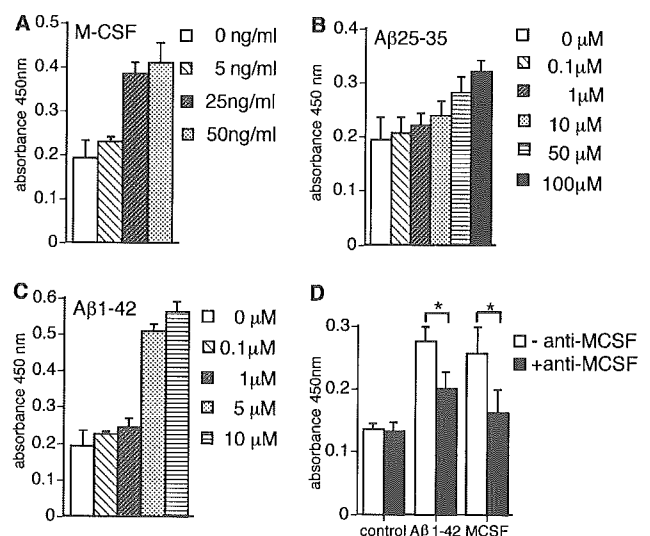 A
M-CSF
absorbance 450nm
0.5
0.4
0.3
0.2
0.1
0
0 ng/ml
5 ng/ml
25ng/ml
50ng/ml
B
Aβ25-35
absorbance 450 nm
0.4
0.3
0.2
0.1
0
0 μM
0.1μM
1μM
10 μM
50 μM
100μM
C
Aβ1-42
absorbance 450 nm
0.6
0.5
0.4
0.3
0.2
0.1
0
0 μM
0.1μM
1μM
5 μM
10 μM
D
absorbance 450nm
0.3
0.2
0.1
0
*
*
- anti-MCSF
+anti-MCSF
control Aβ 1-42 MCSF